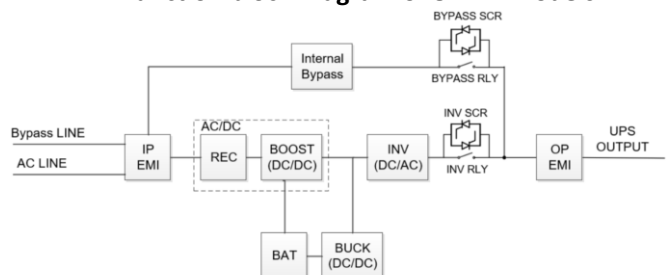 BYPASS SCR
Internal
Bypass
BYPASS RLY
Bypass LINE
AC LINE
IP
EMI
AC/DC
REC
BOOST
(DC/DC)
INV
(DC/AC)
INV SCR
INV RLY
OP
EMI
UPS
OUTPUT
BAT
BUCK
(DC/DC)